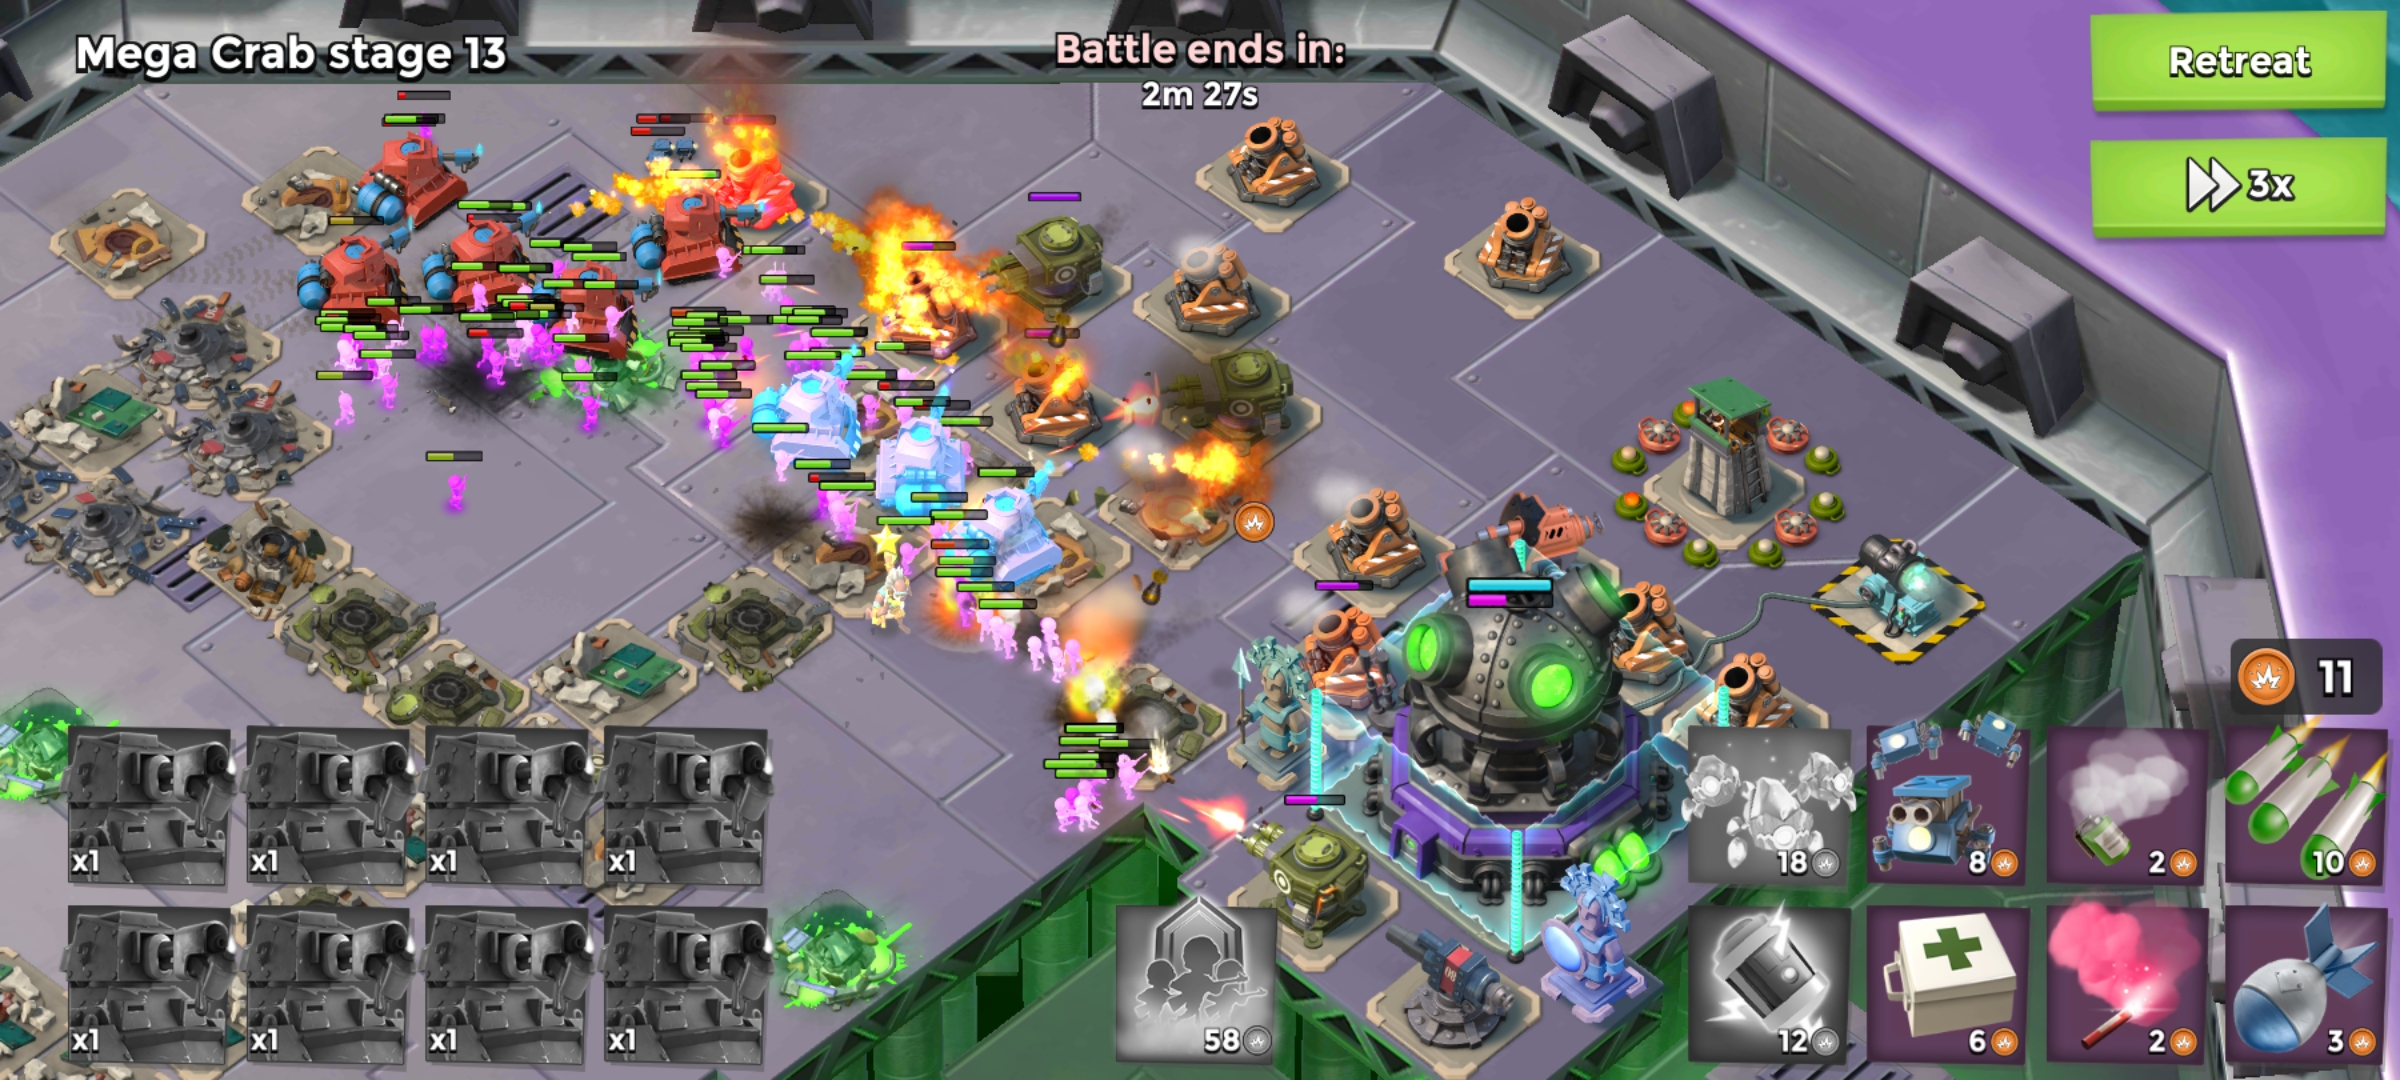 Mega Crab stage 13
Battle ends in:
2m 27s
Retreat
3x
11
x1
x1
x1
x1
18
8
2
10
x1
x1
x1
x1
58
12
6
2
3